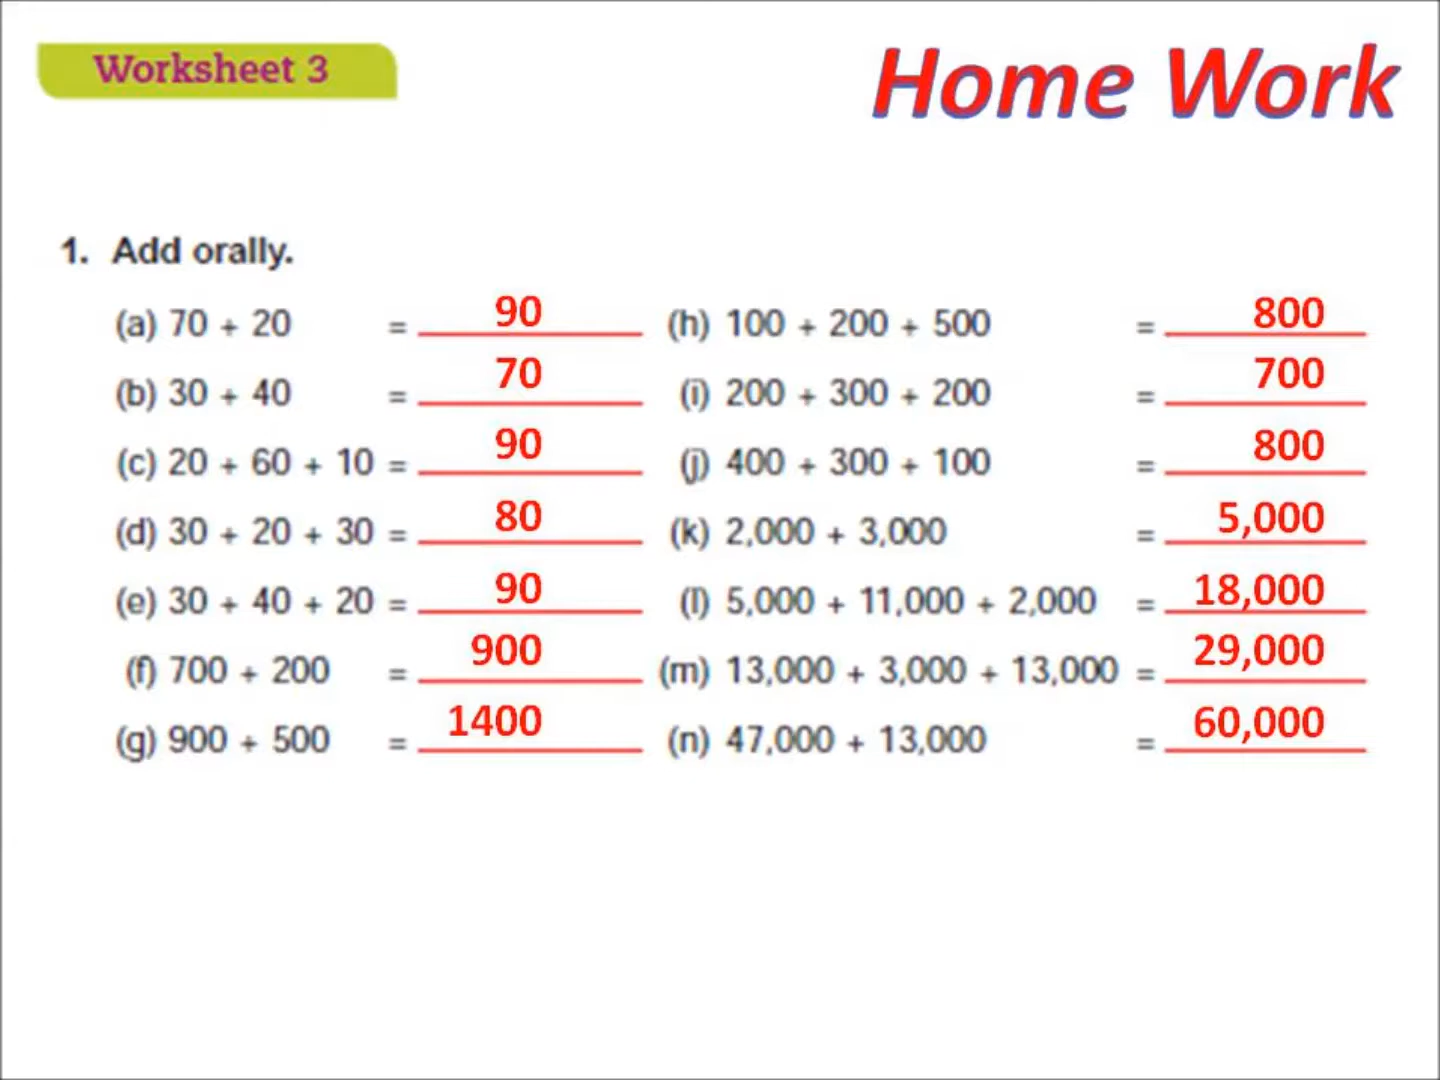 Worksheet 3
Home Work
1. Add orally.
(a) 70 + 20 = 90
(h) 100 + 200 + 500 = 800
(b) 30 + 40 = 70
(i) 200 + 300 + 200 = 700
(c) 20 + 60 + 10 = 90
(j) 400 + 300 + 100 = 800
(d) 30 + 20 + 30 = 80
(k) 2,000 + 3,000 = 5,000
(e) 30 + 40 + 20 = 90
(l) 5,000 + 11,000 + 2,000 = 18,000
(f) 700 + 200 = 900
(m) 13,000 + 3,000 + 13,000 = 29,000
(g) 900 + 500 = 1400
(n) 47,000 + 13,000 = 60,000